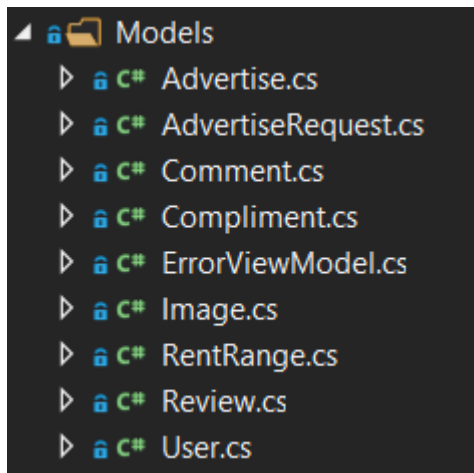 Models
C# Advertise.cs
C# AdvertiseRequest.cs
C# Comment.cs
C# Compliment.cs
C# ErrorViewModel.cs
C# Image.cs
C# RentRange.cs
C# Review.cs
C# User.cs